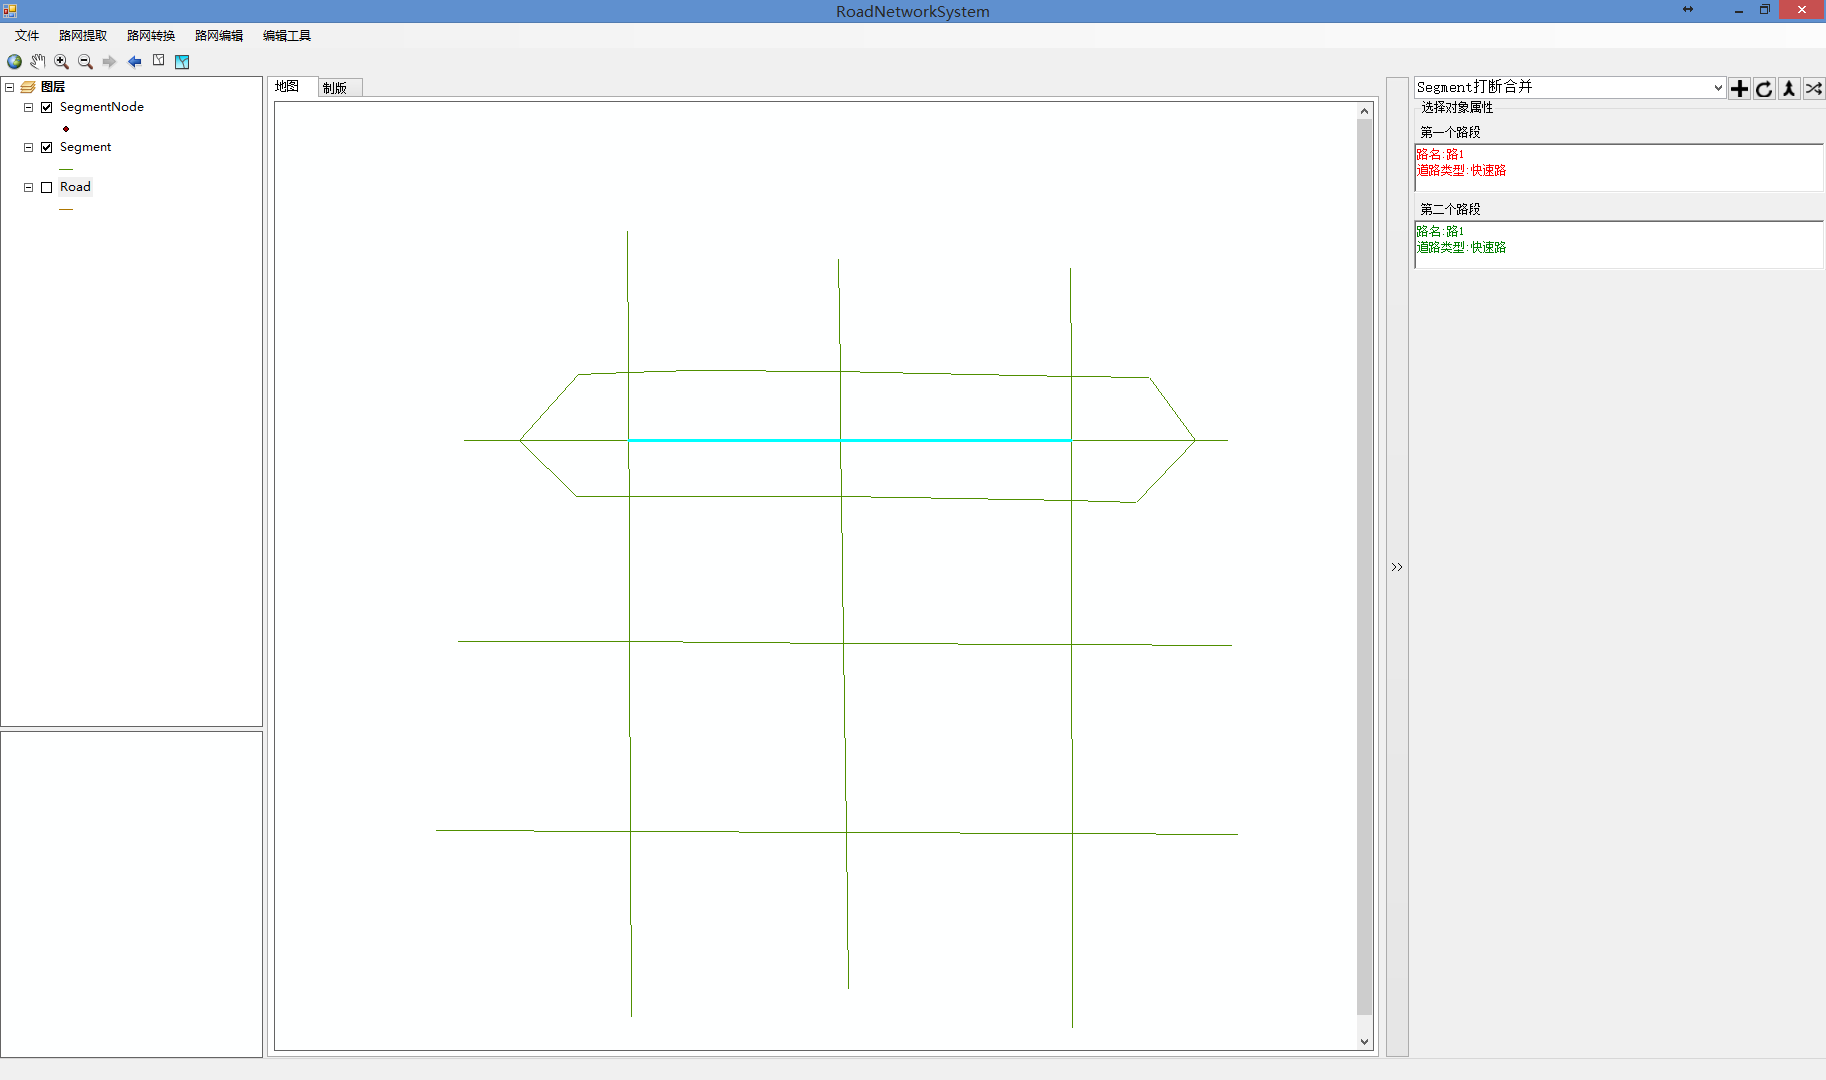 RoadNetworkSystem
文件 路网提取 路网转换 路网编辑 编辑工具
图层
SegmentNode
Segment
Road
地图 制版
Segment打断合并
选择对象属性
第一个路段
路名:路1
道路类型:快速路
第二个路段
路名:路1
道路类型:快速路
>>